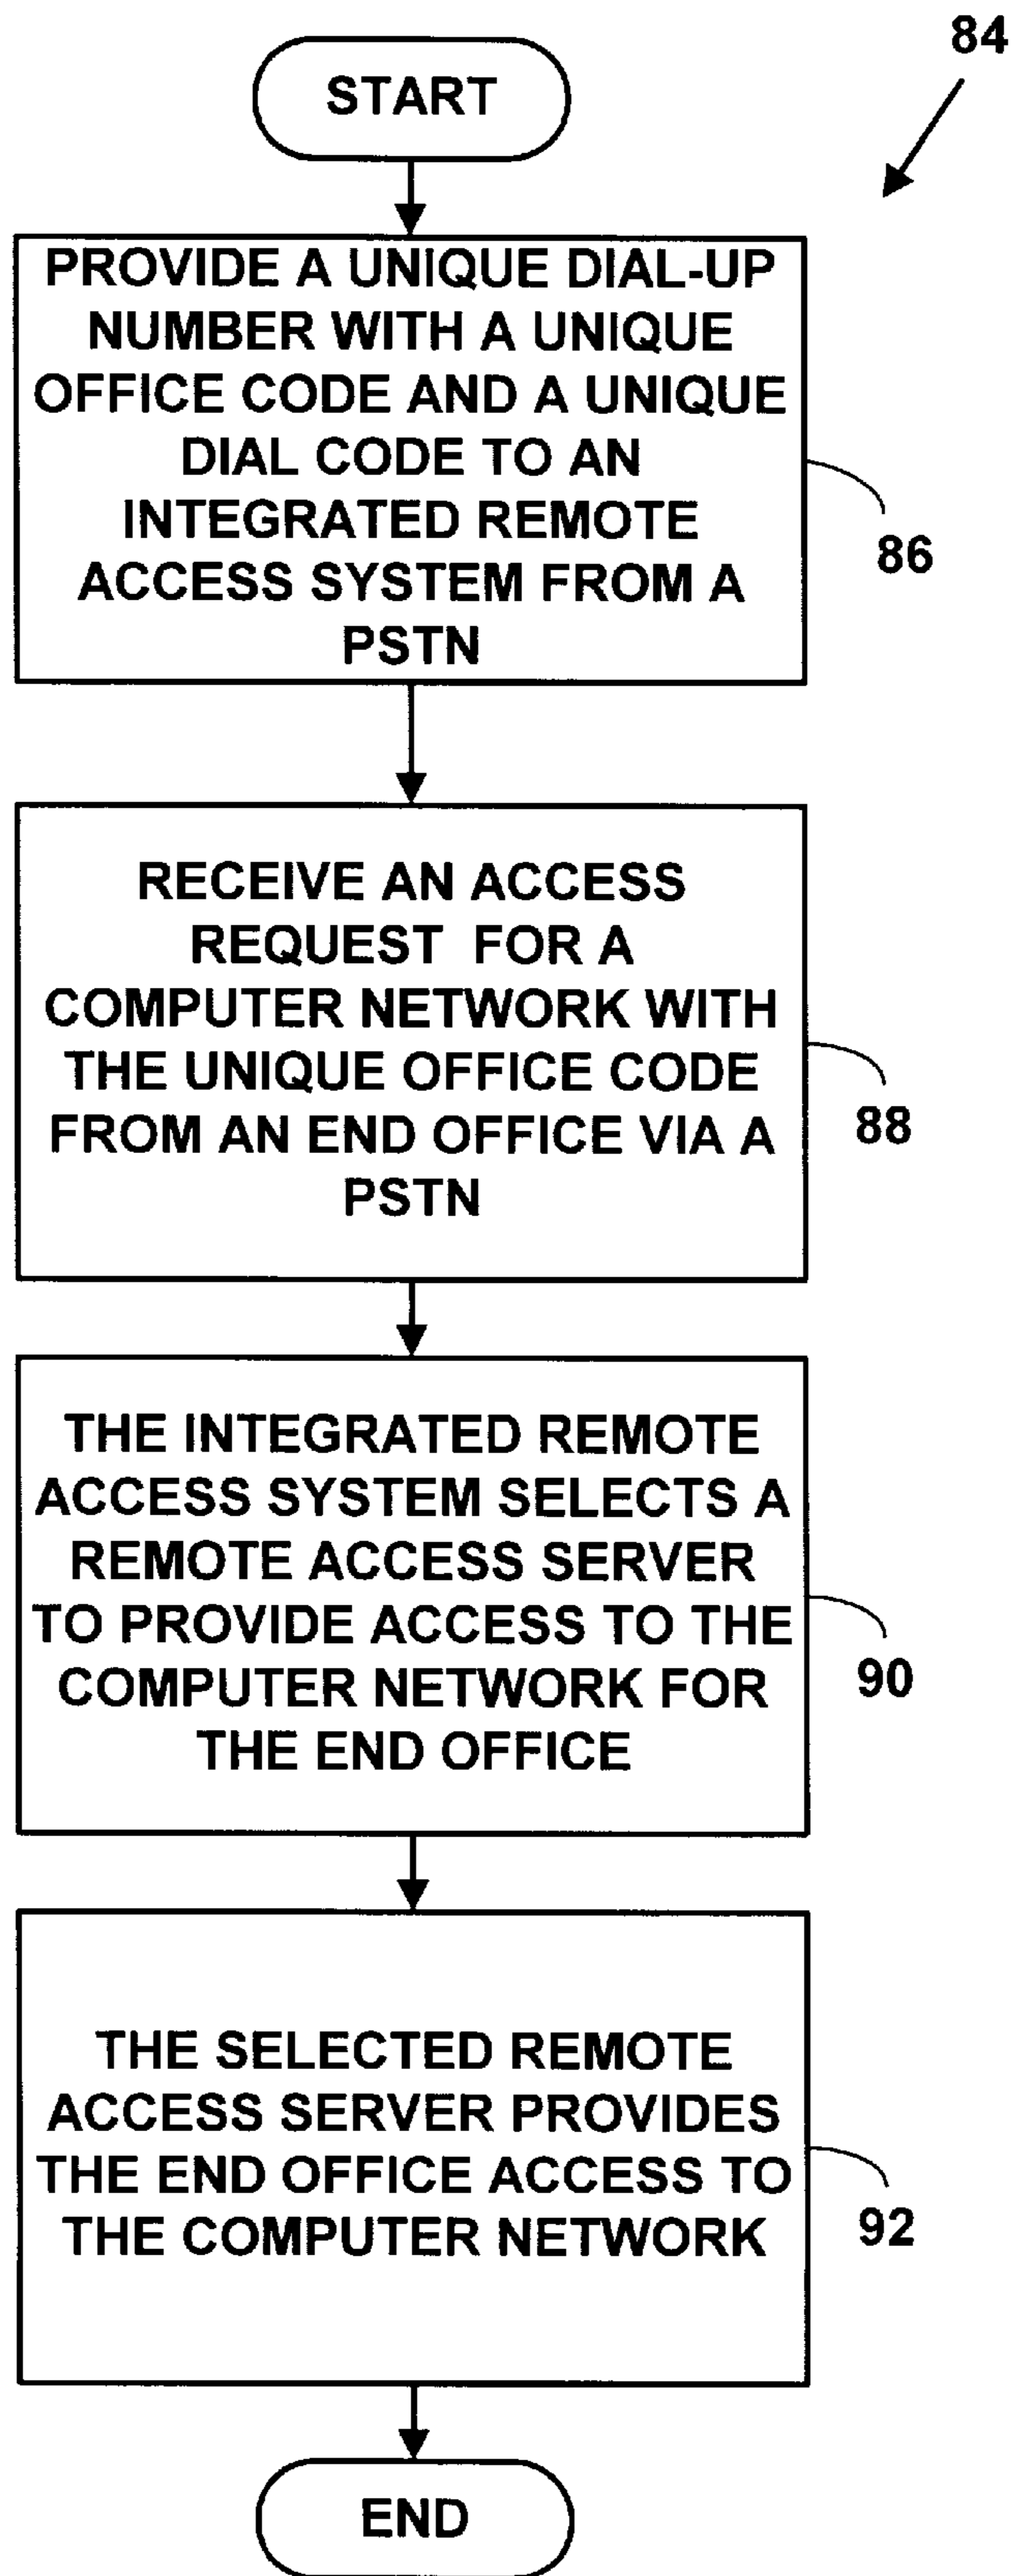 84
START
PROVIDE A UNIQUE DIAL-UP
NUMBER WITH A UNIQUE
OFFICE CODE AND A UNIQUE
DIAL CODE TO AN
INTEGRATED REMOTE
ACCESS SYSTEM FROM A
PSTN
86
RECEIVE AN ACCESS
REQUEST FOR A
COMPUTER NETWORK WITH
THE UNIQUE OFFICE CODE
FROM AN END OFFICE VIA A
PSTN
88
THE INTEGRATED REMOTE
ACCESS SYSTEM SELECTS A
REMOTE ACCESS SERVER
TO PROVIDE ACCESS TO THE
COMPUTER NETWORK FOR
THE END OFFICE
90
THE SELECTED REMOTE
ACCESS SERVER PROVIDES
THE END OFFICE ACCESS TO
THE COMPUTER NETWORK
92
END